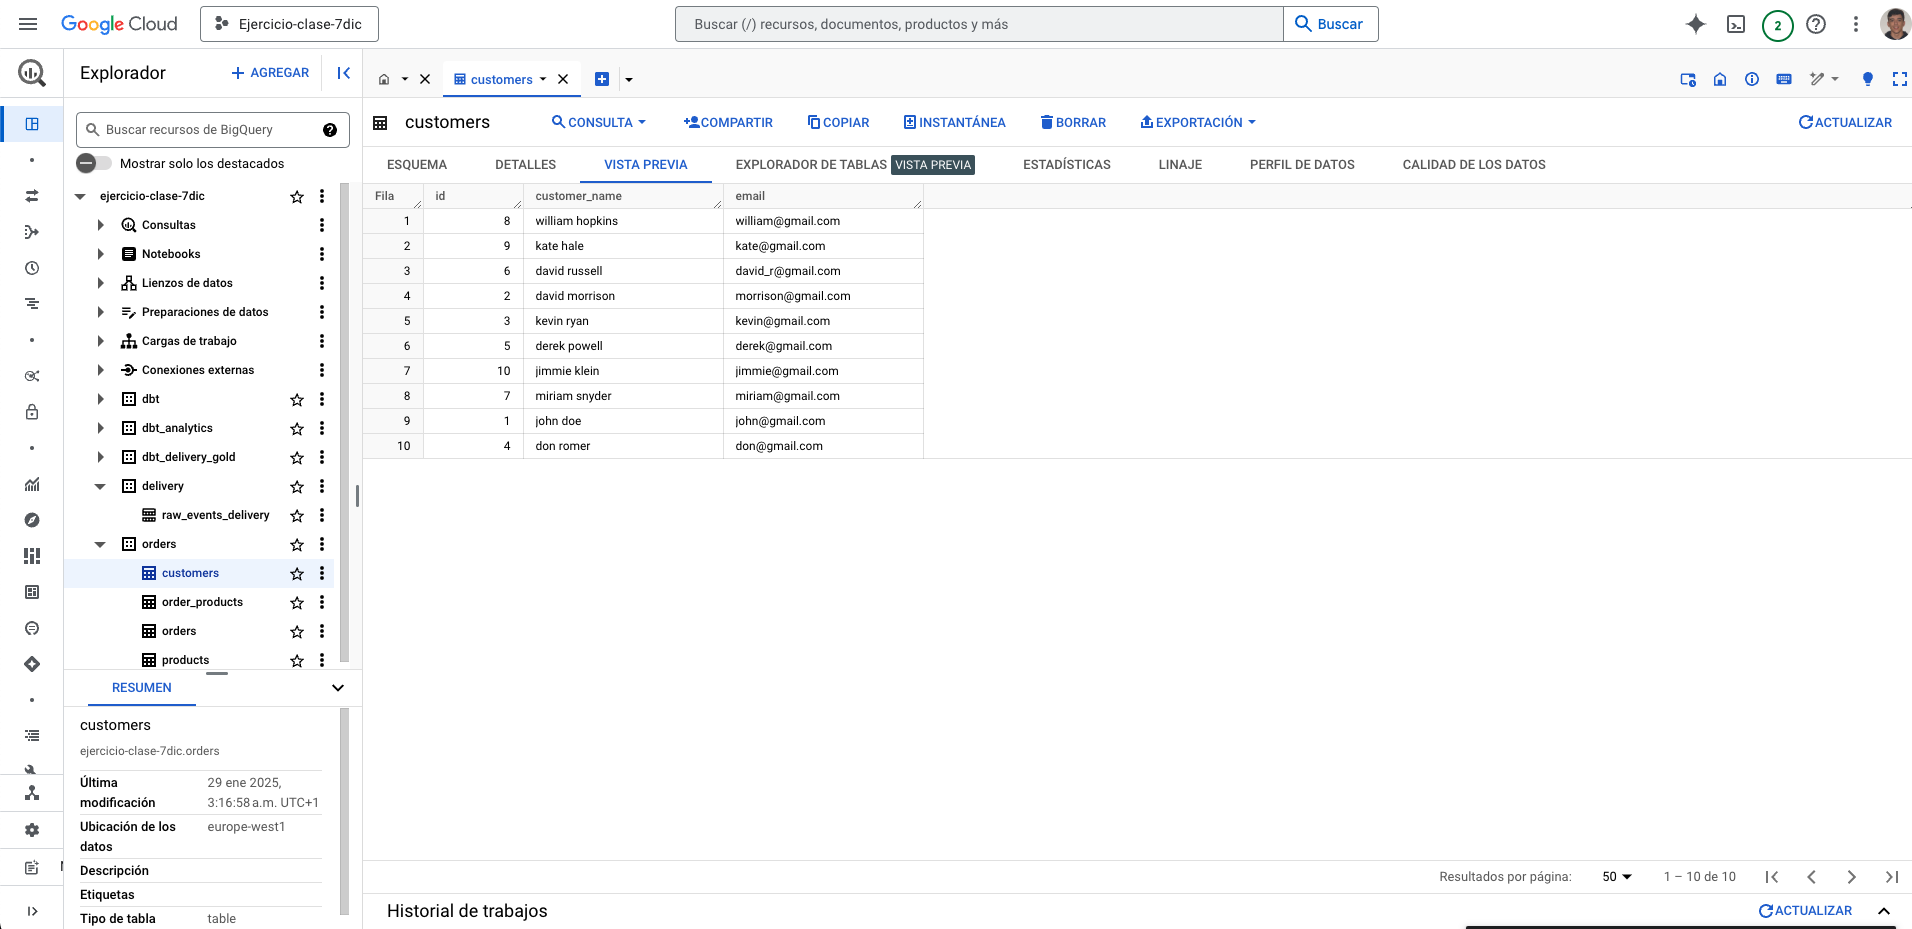 Google Cloud
Ejercicio-clase-7dic
Buscar (/) recursos, documentos, productos y más
Buscar
2
Explorador
AGREGAR
customers
Buscar recursos de BigQuery
Mostrar solo los destacados
ejercicio-clase-7dic
Consultas
Notebooks
Lienzos de datos
Preparaciones de datos
Cargas de trabajo
Conexiones externas
dbt
dbt_analytics
dbt_delivery_gold
delivery
raw_events_delivery
orders
customers
order_products
orders
products
RESUMEN
customers
ejercicio-clase-7dic.orders
Última modificación 29 ene 2025, 3:16:58 a.m. UTC+1
Ubicación de los datos europe-west1
Descripción
Etiquetas
Tipo de tabla table
customers
CONSULTA
COMPARTIR
COPIAR
INSTANTÁNEA
BORRAR
EXPORTACIÓN
ACTUALIZAR
ESQUEMA
DETALLES
VISTA PREVIA
EXPLORADOR DE TABLAS VISTA PREVIA
ESTADÍSTICAS
LINAJE
PERFIL DE DATOS
CALIDAD DE LOS DATOS
Fila id customer_name email
1 8 william hopkins william@gmail.com
2 9 kate hale kate@gmail.com
3 6 david russell david_r@gmail.com
4 2 david morrison morrison@gmail.com
5 3 kevin ryan kevin@gmail.com
6 5 derek powell derek@gmail.com
7 10 jimmie klein jimmie@gmail.com
8 7 miriam snyder miriam@gmail.com
9 1 john doe john@gmail.com
10 4 don romer don@gmail.com
Resultados por página: 50 1 – 10 de 10
Historial de trabajos
ACTUALIZAR